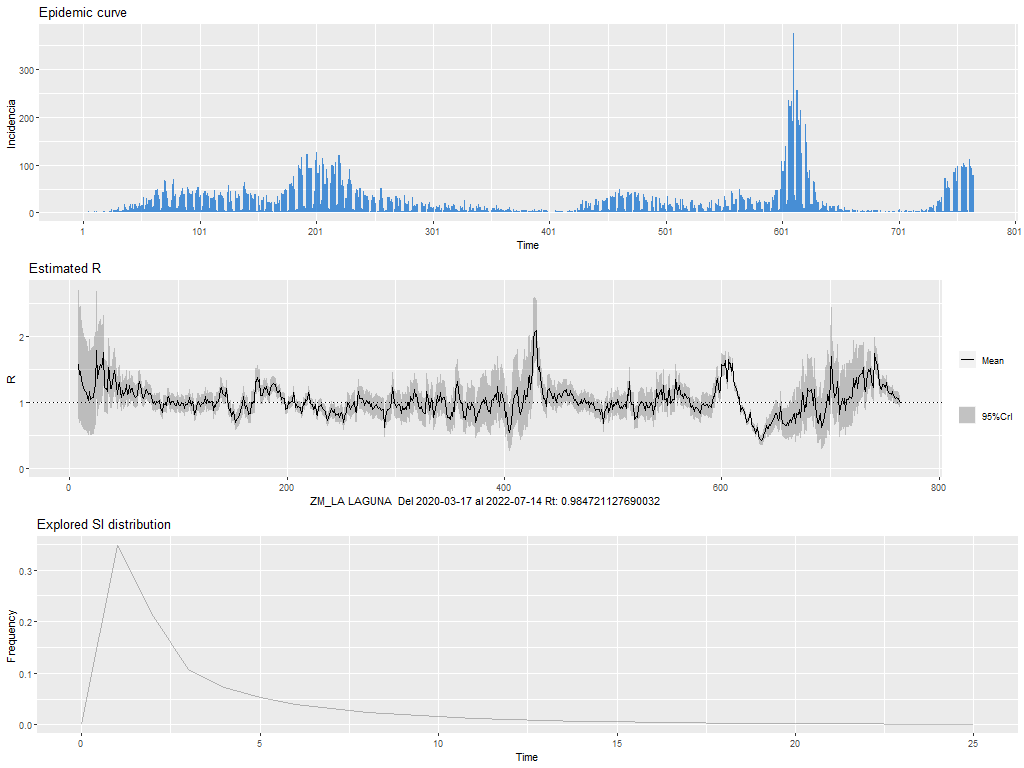 Epidemic curve
Incidencia
300
200
100
0
1
101
201
301
401
501
601
701
801
Time
Estimated R
R
2
1
0
0
200
400
600
800
Mean
95%CrI
ZM_LA LAGUNA Del 2020-03-17 al 2022-07-14 Rt: 0.984721127690032
Explored SI distribution
Frequency
0.3
0.2
0.1
0.0
0
5
10
15
20
25
Time